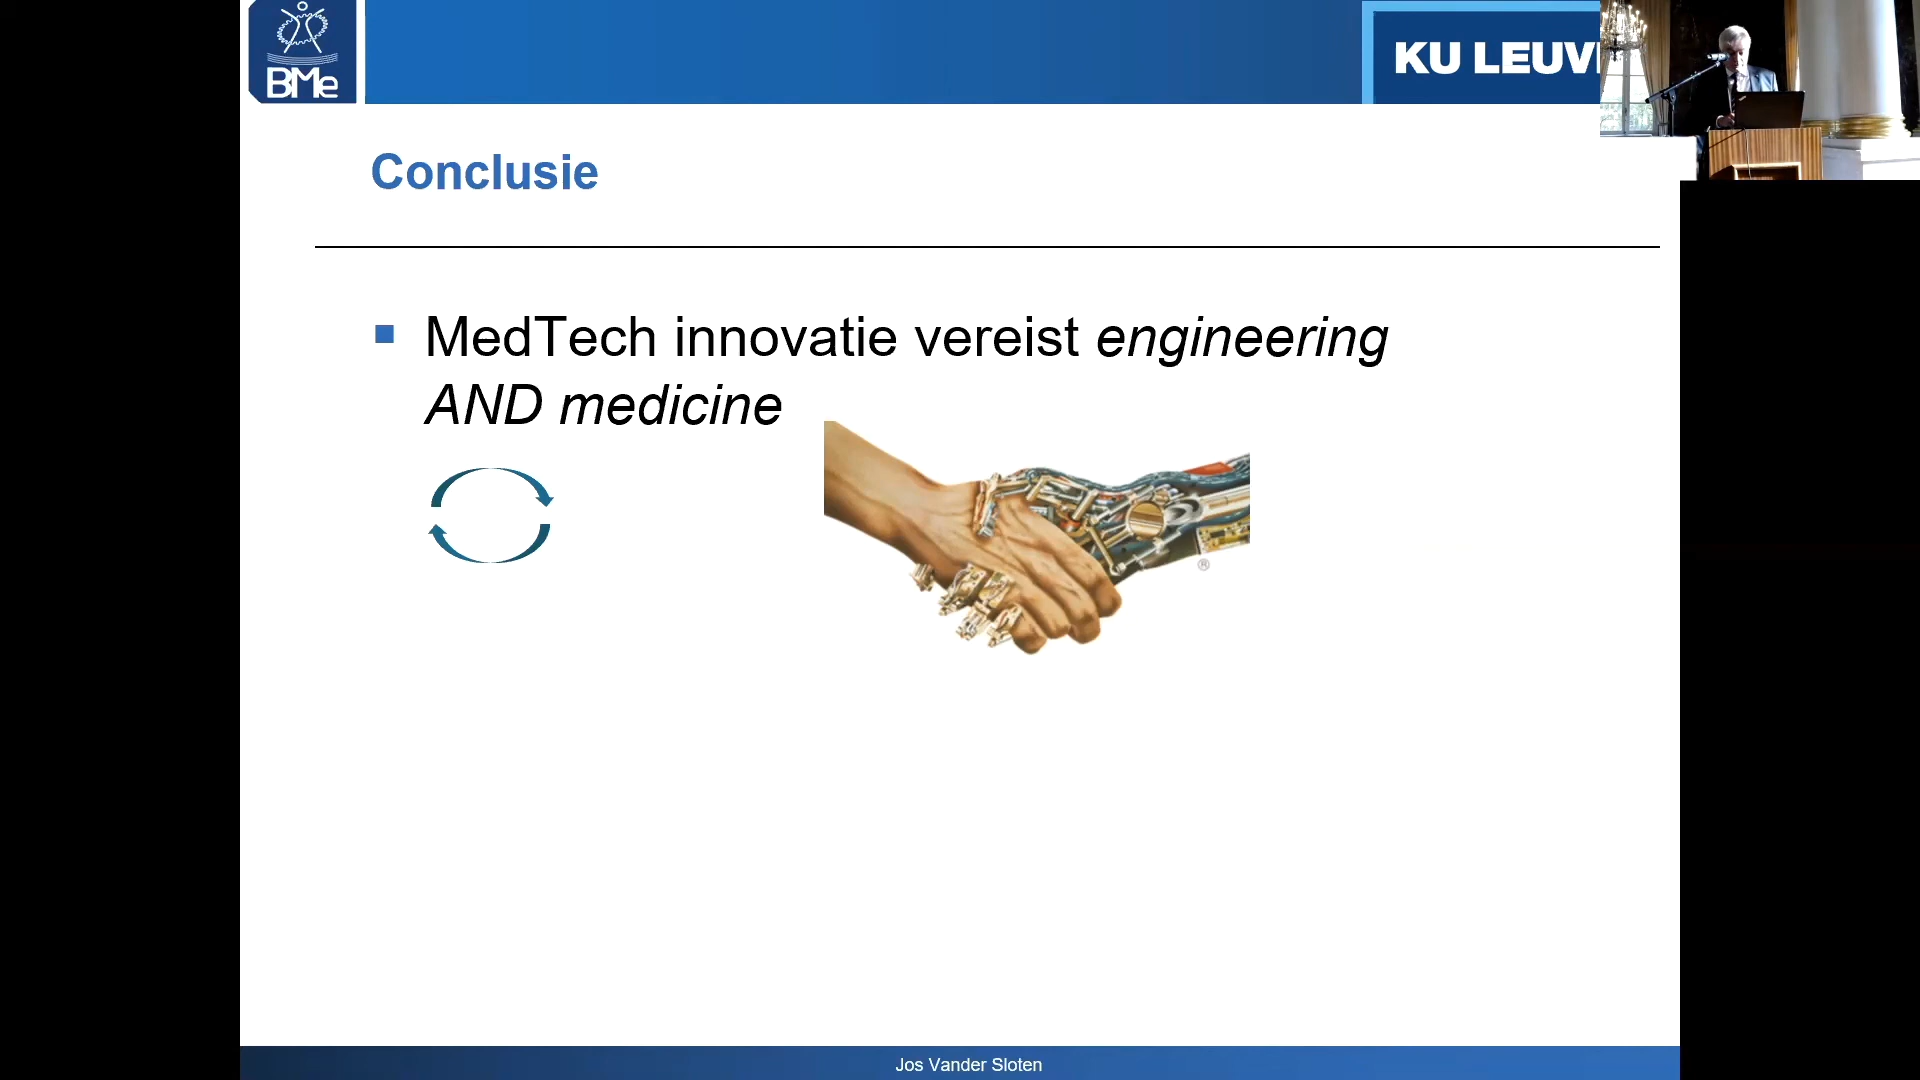 BMe
KU LEUV
Conclusie
MedTech innovatie vereist engineering
AND medicine
®
Jos Vander Sloten